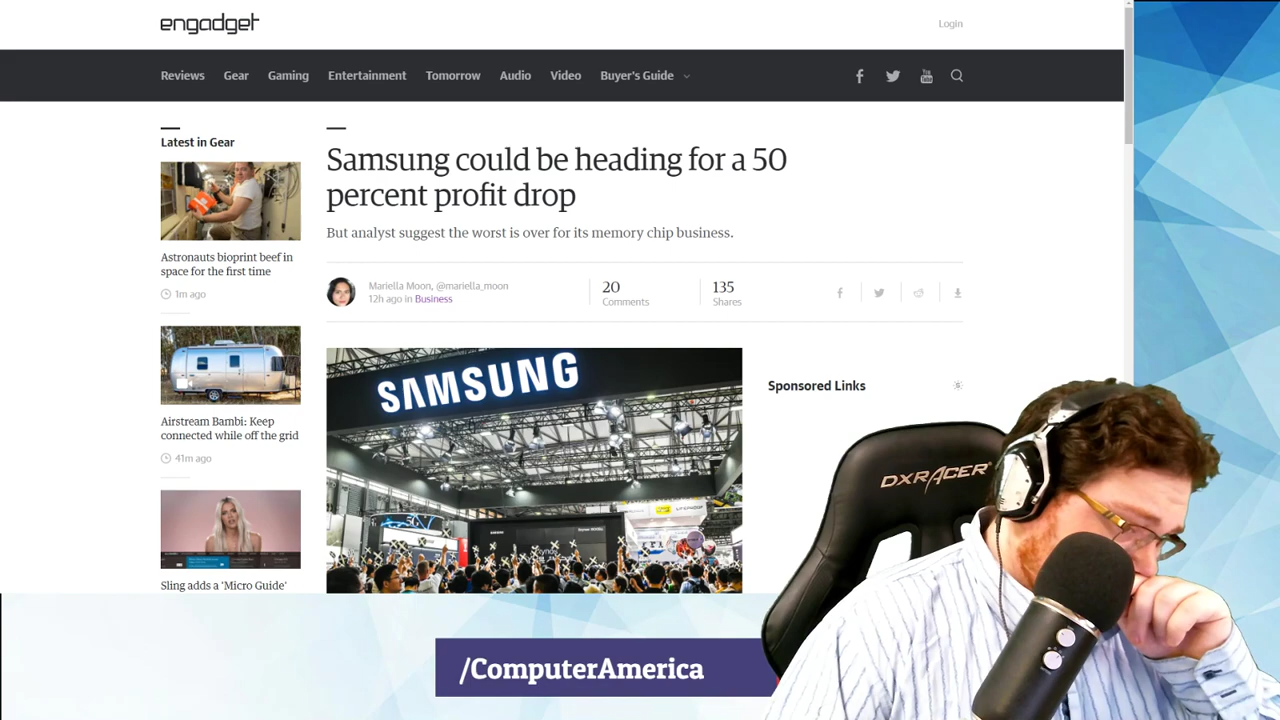 engadget
Login
Reviews Gear Gaming Entertainment Tomorrow Audio Video Buyer's Guide
Latest in Gear
Astronauts bioprint beef in
space for the first time
1m ago
Airstream Bambi: Keep
connected while off the grid
41m ago
Sling adds a 'Micro Guide'
Samsung could be heading for a 50
percent profit drop
But analyst suggest the worst is over for its memory chip business.
Mariella Moon, @mariella_moon
12h ago in Business
20
Comments
135
Shares
SAMSUNG
Sponsored Links
DXRACER
/ComputerAmerica